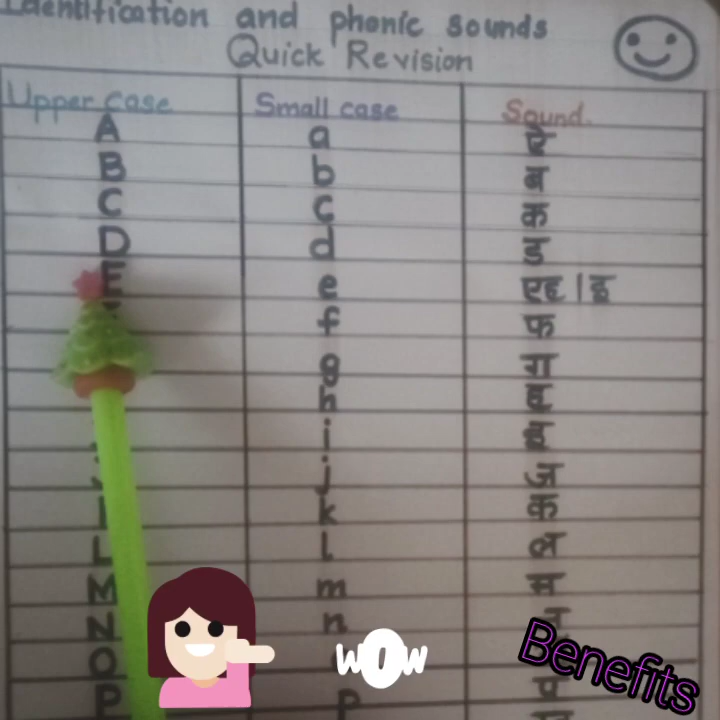 Identification and phonic sounds
Quick Revision
Upper case Small case Sound.
A a ऐ
B b ब
C c क
D d ड
E e एह | इ
f फ
g ग
h ह
i
j ज
k क
L l ल
M m म
N n न
O
P p प
WOW
Benefits